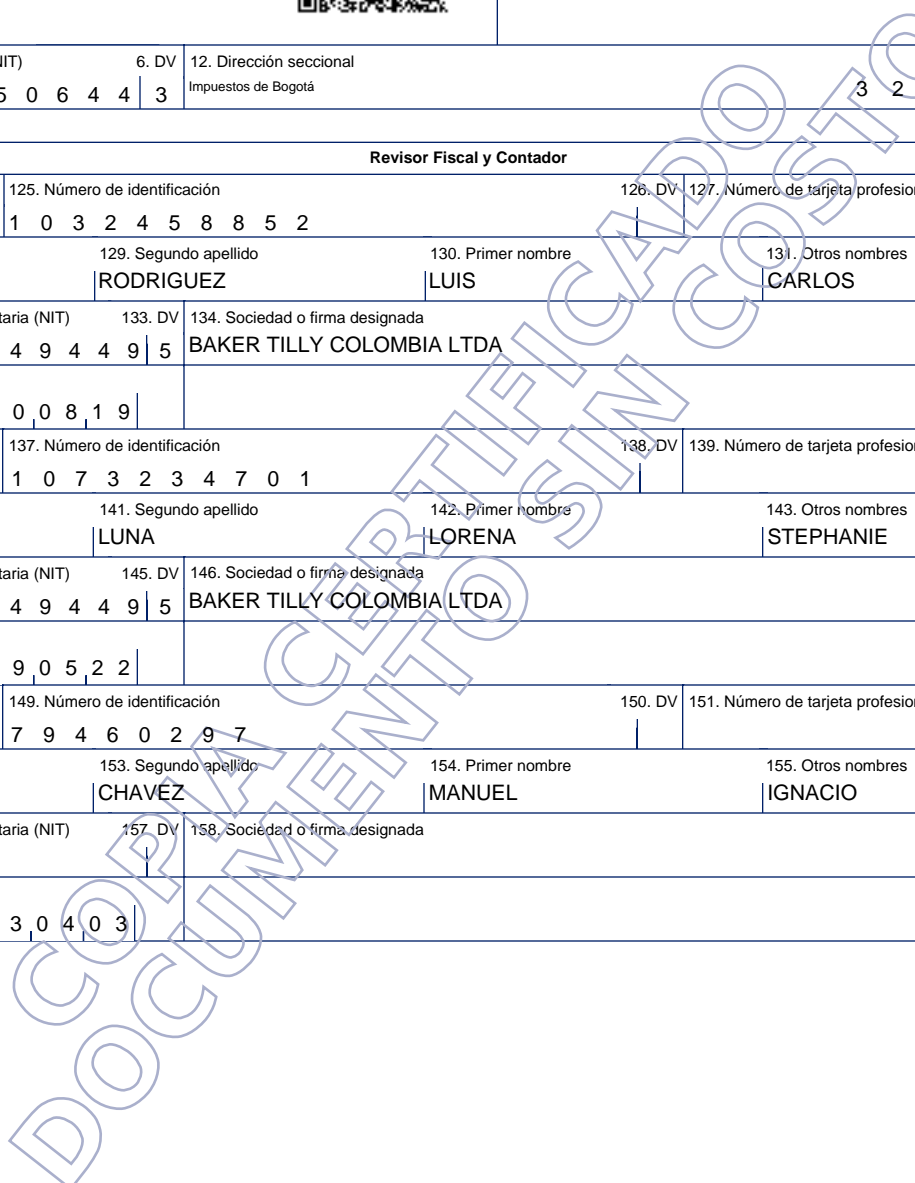 NIT) 6. DV 12. Dirección seccional
5 0 6 4 4 3 Impuestos de Bogotá 3 2
Revisor Fiscal y Contador
125. Número de identificación 126. DV 127. Número de tarjeta profesion
1 0 3 2 4 5 8 8 5 2
129. Segundo apellido 130. Primer nombre 131. Otros nombres
RODRIGUEZ LUIS CARLOS
taria (NIT) 133. DV 134. Sociedad o firma designada
4 9 4 4 9 5 BAKER TILLY COLOMBIA LTDA
0 0 8 1 9
137. Número de identificación 138. DV 139. Número de tarjeta profesion
1 0 7 3 2 3 4 7 0 1
141. Segundo apellido 142. Primer nombre 143. Otros nombres
LUNA LORENA STEPHANIE
taria (NIT) 145. DV 146. Sociedad o firma designada
4 9 4 4 9 5 BAKER TILLY COLOMBIA LTDA
9 0 5 2 2
149. Número de identificación 150. DV 151. Número de tarjeta profesion
7 9 4 6 0 2 9 7
153. Segundo apellido 154. Primer nombre 155. Otros nombres
CHAVEZ MANUEL IGNACIO
taria (NIT) 157. DV 158. Sociedad o firma designada
3 0 4 0 3
COPIA CERTIFICADO
DOCUMENTO SIN COSTO